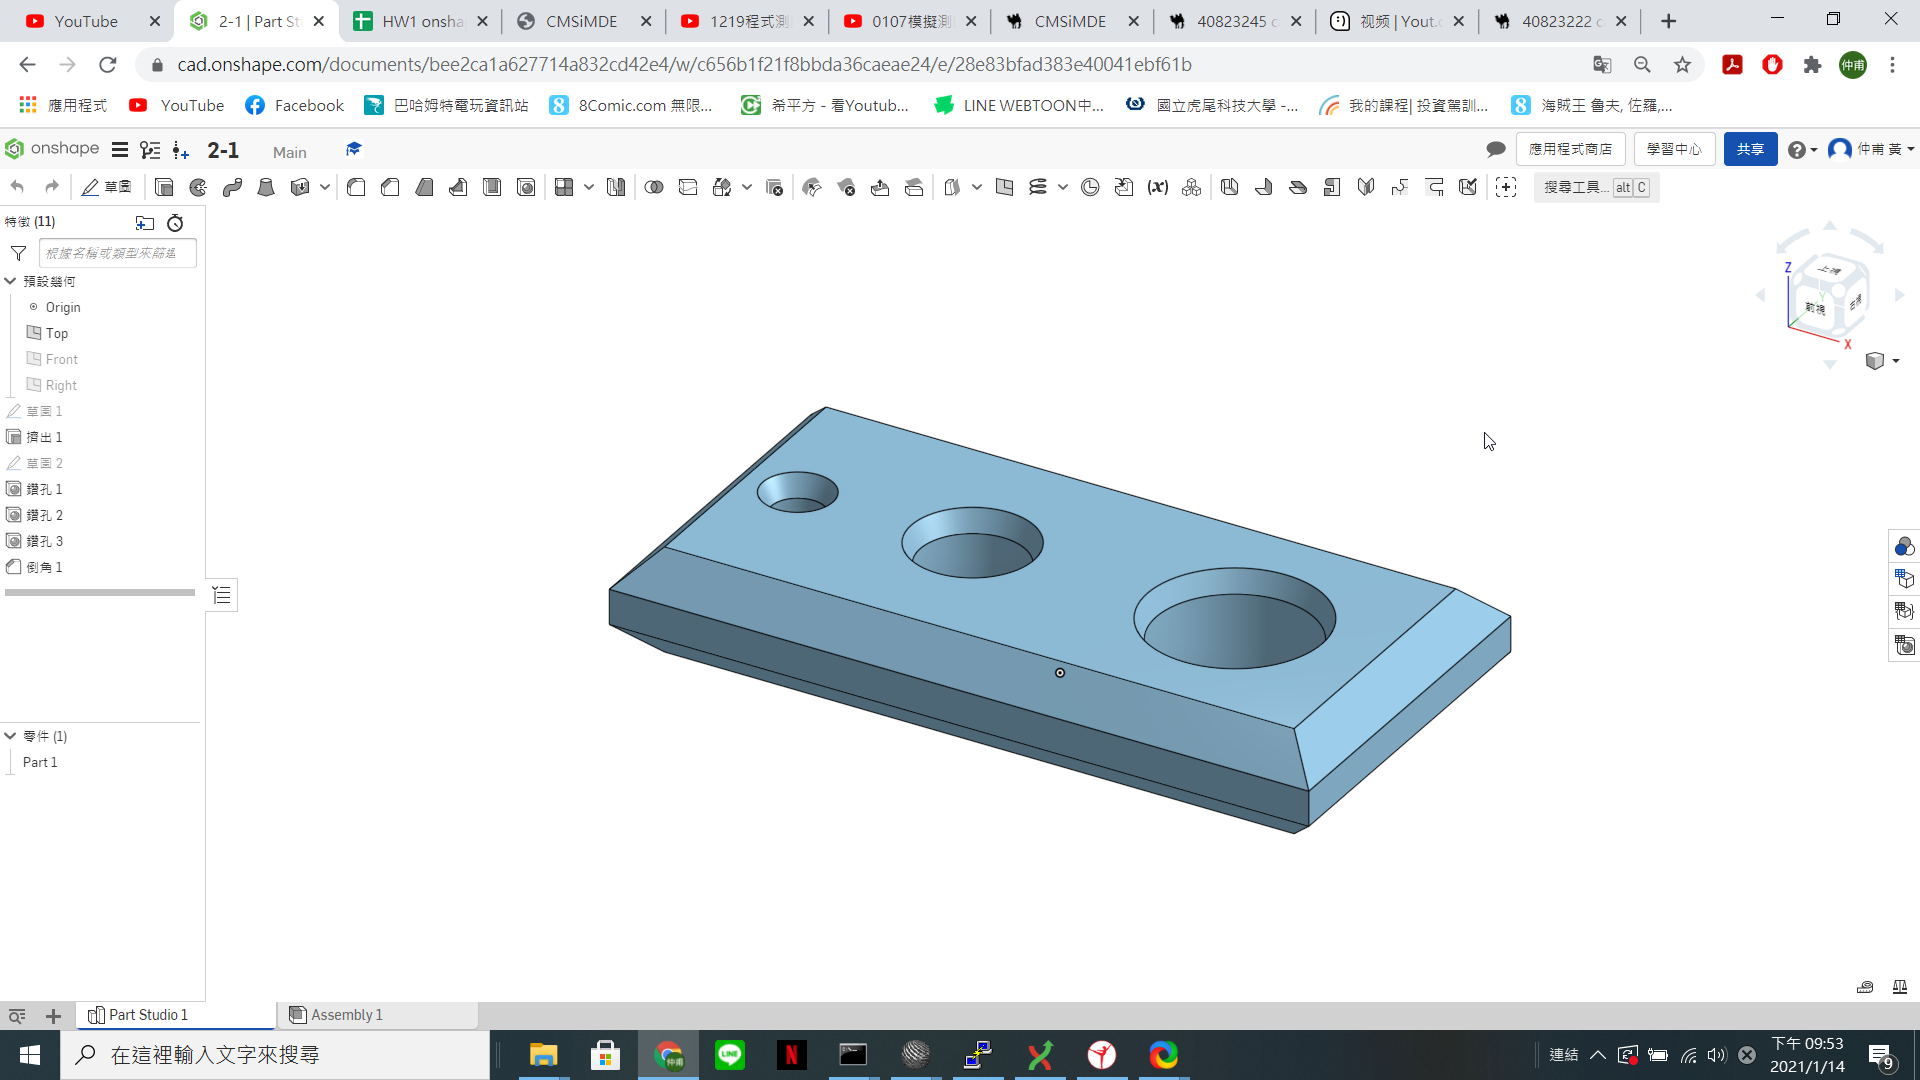 YouTube
2-1 | Part St
HW1 onsha
CMSiMDE
1219程式測
0107模擬測
CMSiMDE
40823245 c
视频 | Yout.c
40823222 c
cad.onshape.com/documents/bee2ca1a627714a832cd42e4/w/c656b1f21f8bbda36caeae24/e/28e83bfad383e40041ebf61b
仲甫
應用程式
YouTube
Facebook
巴哈姆特電玩資訊站
8Comic.com 無限...
希平方 - 看Youtub...
LINE WEBTOON中...
國立虎尾科技大學 -...
我的課程| 投資駕訓...
海賊王 魯夫, 佐羅,...
onshape
2-1
Main
應用程式商店
學習中心
共享
仲甫 黃
草圖
(x)
搜尋工具... alt C
特徵 (11)
根據名稱或類型來篩選
預設幾何
Origin
Top
Front
Right
草圖 1
擠出 1
草圖 2
鑽孔 1
鑽孔 2
鑽孔 3
倒角 1
Z
上視
Y
前視
右視
X
零件 (1)
Part 1
Part Studio 1
Assembly 1
在這裡輸入文字來搜尋
仲甫
LINE
N
連結
下午 09:53
2021/1/14
9